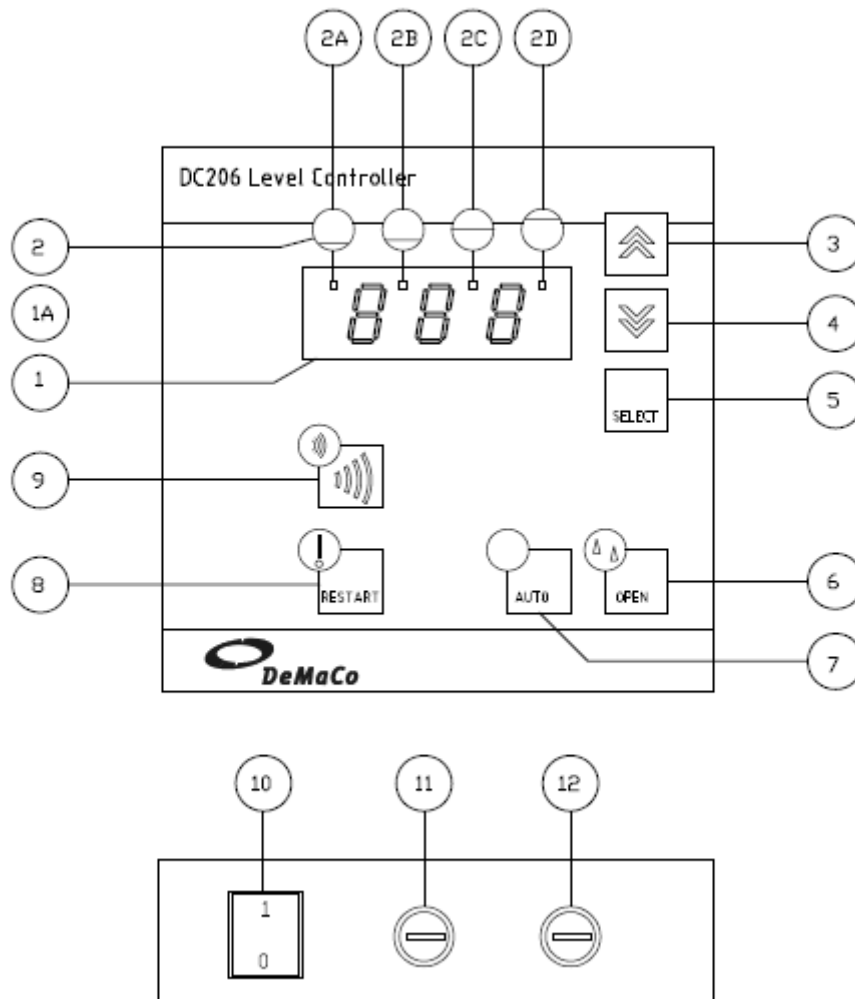 2A 2B 2C 2D
DC206 Level Controller
2
3
1A
888
4
1
5
SELECT
9
8
RESTART
AUTO
OPEN
6
7
DeMaCo
10 11 12
1
0